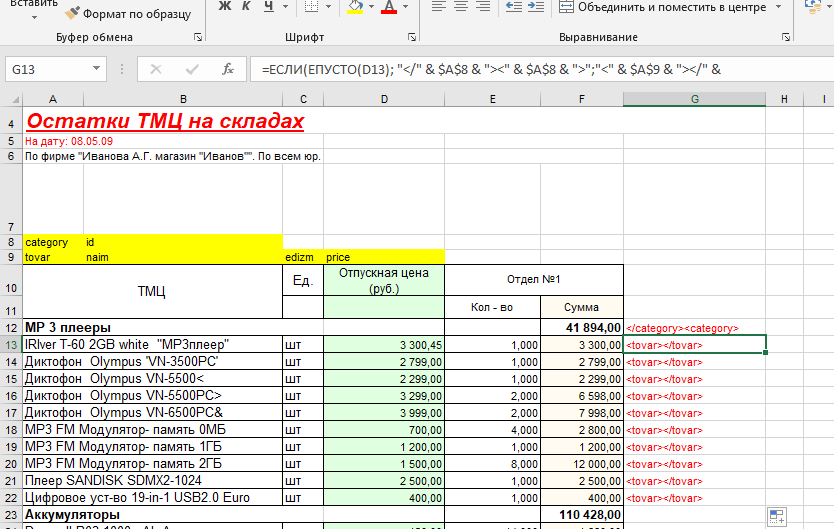 Вставить
Формат по образцу
Ж К Ч
А
Объединить и поместить в центре
Буфер обмена
Шрифт
Выравнивание
G13
fx
=ЕСЛИ(ЕПУСТО(D13); "</" & $A$8 & "><" & $A$8 & ">";"<" & $A$9 & "></" &
A B C D E F G H I
4 Остатки ТМЦ на складах
5 На дату: 08.05.09
6 По фирме "Иванова А.Г. магазин "Иванов"". По всем юр.
7
8 category id
9 tovar naim edizm price
10 ТМЦ Ед. Отпускная цена (руб.) Отдел №1
11 Кол - во Сумма
12 МР 3 плееры 41 894,00 </category><category>
13 IRlver T-60 2GB white "MP3плеер" шт 3 300,45 1,000 3 300,00 <tovar></tovar>
14 Диктофон Olympus 'VN-3500PC' шт 2 799,00 1,000 2 799,00 <tovar></tovar>
15 Диктофон Olympus VN-5500< шт 2 299,00 1,000 2 299,00 <tovar></tovar>
16 Диктофон Olympus VN-5500PC> шт 3 299,00 2,000 6 598,00 <tovar></tovar>
17 Диктофон Olympus VN-6500PC& шт 3 999,00 2,000 7 998,00 <tovar></tovar>
18 MP3 FM Модулятор- память 0МБ шт 700,00 4,000 2 800,00 <tovar></tovar>
19 MP3 FM Модулятор- память 1ГБ шт 1 200,00 1,000 1 200,00 <tovar></tovar>
20 MP3 FM Модулятор- память 2ГБ шт 1 500,00 8,000 12 000,00 <tovar></tovar>
21 Плеер SANDISK SDMX2-1024 шт 2 500,00 1,000 2 500,00 <tovar></tovar>
22 Цифровое уст-во 19-in-1 USB2.0 Euro шт 400,00 1,000 400,00 <tovar></tovar>
23 Аккумуляторы 110 428,00